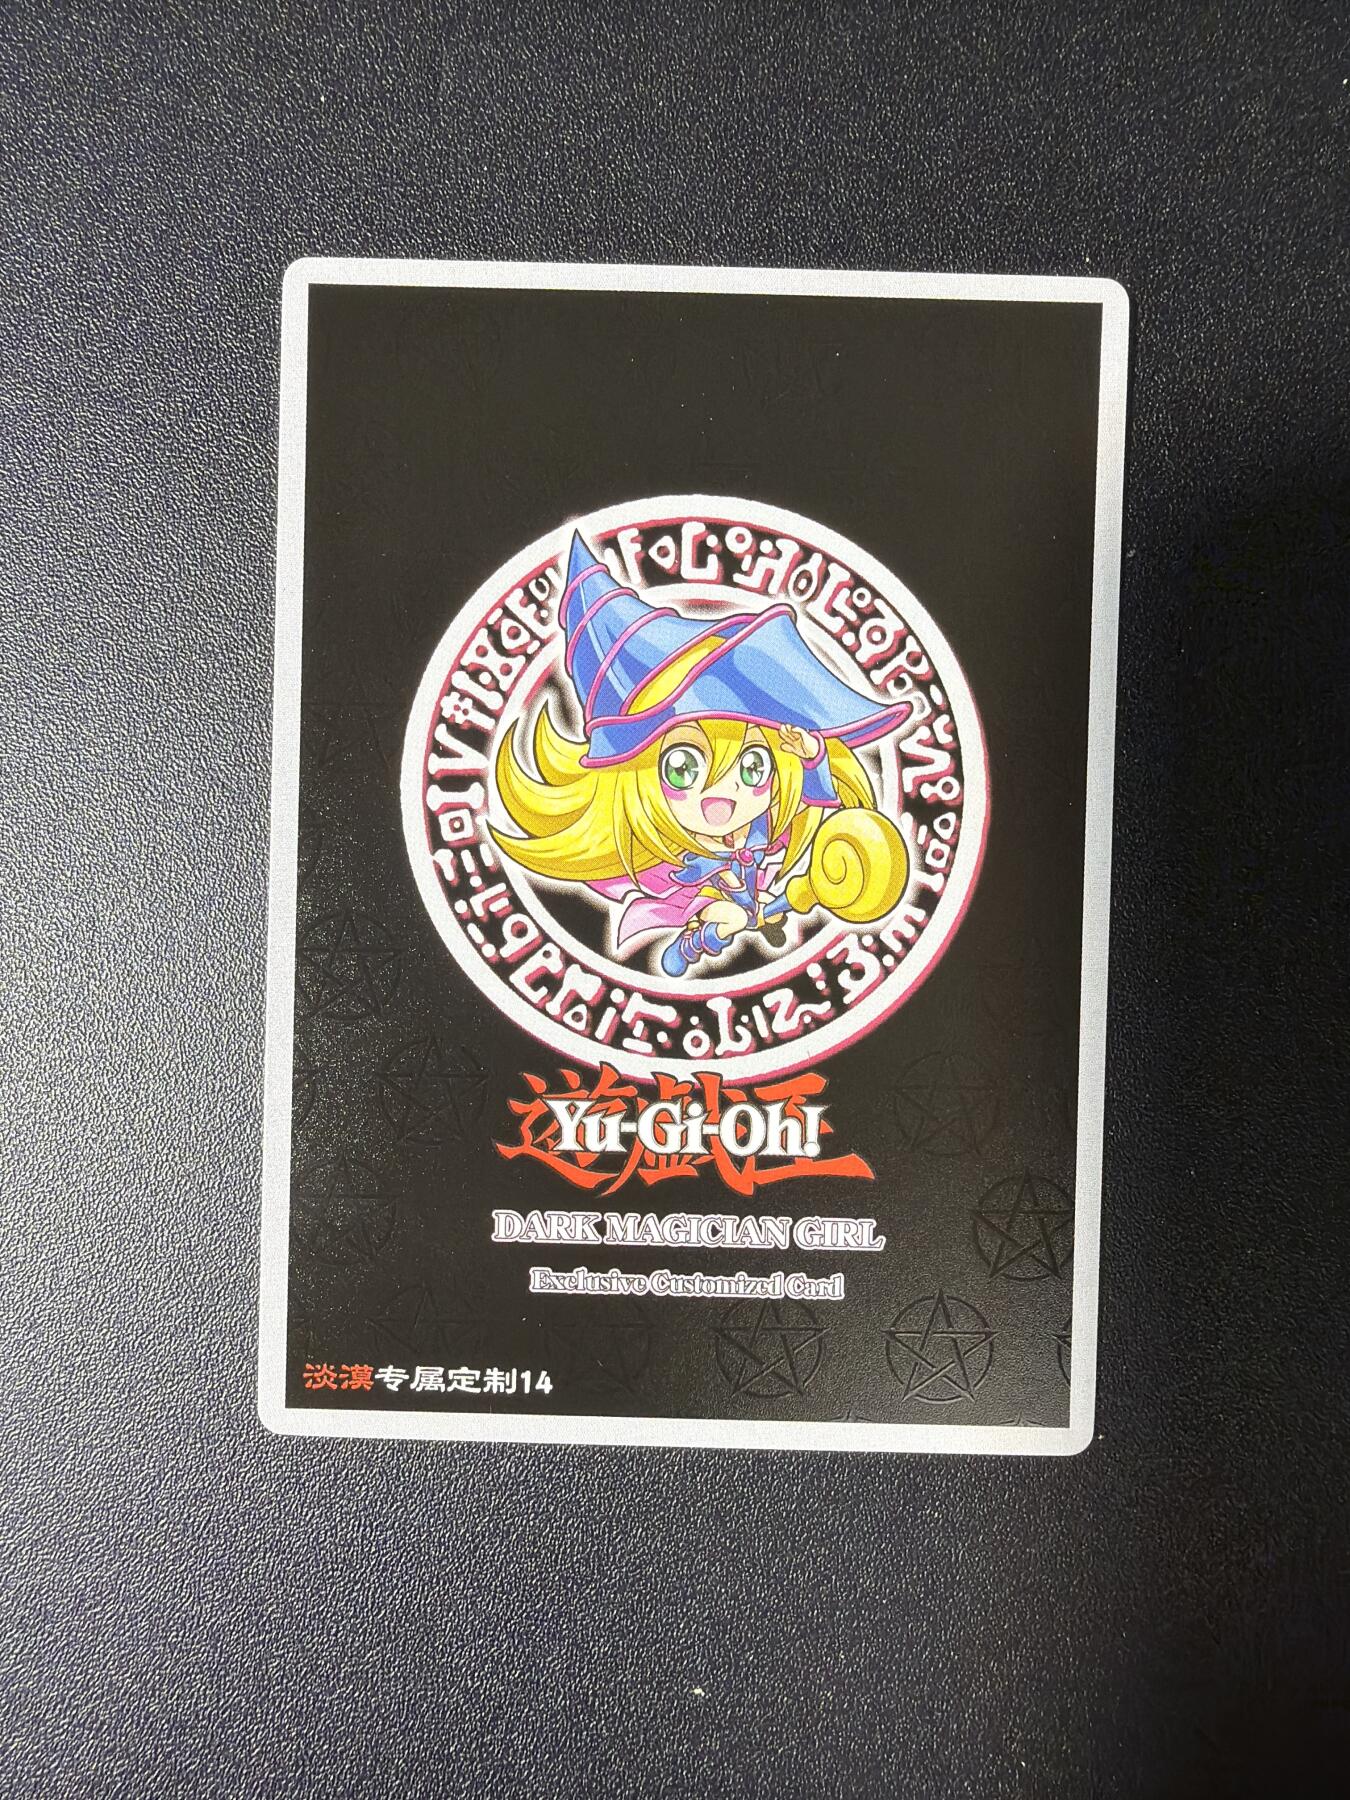 遊戯王
Yu-Gi-Oh!
DARK MAGICIAN GIRL
Exclusive Customized Card
淡漠专属定制14